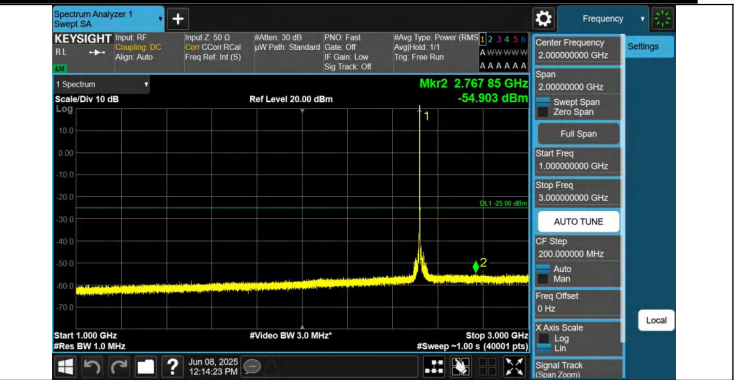 Spectrum Analyzer 1
Swept SA
Frequency
KEYSIGHT
RL
Input: RF
Coupling: DC
Align: Auto
Input Z: 50 Ω
Corr CCorr RCal
Freq Ref: Int (S)
#Atten: 30 dB
µW Path: Standard
PNO: Fast
Gate: Off
IF Gain: Low
Sig Track: Off
#Avg Type: Power (RMS
Avg|Hold: 1/1
Trig: Free Run
1 2 3 4 5 6
A W W W W W
A A A A A A
1 Spectrum
Scale/Div 10 dB
Log
Ref Level 20.00 dBm
Mkr2 2.767 85 GHz
-54.903 dBm
10.0
0.00
-10.0
-20.0
-30.0
-40.0
-50.0
-60.0
-70.0
1
DL1 -25.00 dBm
2
Start 1.000 GHz
#Res BW 1.0 MHz
#Video BW 3.0 MHz*
Stop 3.000 GHz
#Sweep ~1.00 s (40001 pts)
Center Frequency
2.000000000 GHz
Settings
Span
2.00000000 GHz
Swept Span
Zero Span
Full Span
Start Freq
1.000000000 GHz
Stop Freq
3.000000000 GHz
AUTO TUNE
CF Step
200.000000 MHz
Auto
Man
Freq Offset
0 Hz
X Axis Scale
Log
Lin
Local
Signal Track
(Span Zoom)
?
Jun 08, 2025
12:14:23 PM